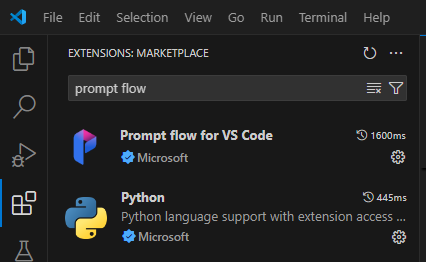 File Edit Selection View Go Run Terminal Help
EXTENSIONS: MARKETPLACE
prompt flow
Prompt flow for VS Code 1600ms
Microsoft
Python 445ms
Python language support with extension access ...
Microsoft